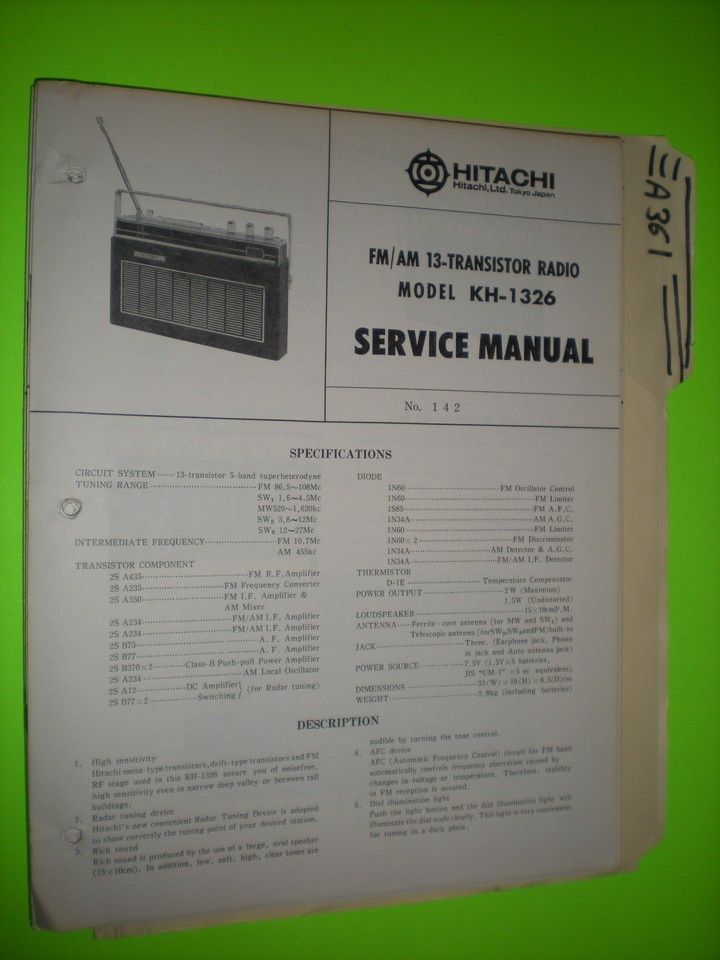 HITACHI
Hitachi, Ltd. Tokyo Japan
A361
FM/AM 13-TRANSISTOR RADIO
MODEL KH-1326
SERVICE MANUAL
No. 142
SPECIFICATIONS
CIRCUIT SYSTEM ······ 13-transistor 5-band superheterodyne
TUNING RANGE ······ FM 86.5~108Mc
SW₁ 1.6~4.5Mc
MW520~1,620kc
SW₂ 3.8~12Mc
SW₃ 12~27Mc
INTERMEDIATE FREQUENCY ······ FM 10.7Mc
AM 455kc
TRANSISTOR COMPONENT
2S A435 ······ FM R.F. Amplifier
2S A235 ······ FM Frequency Converter
2S A350 ······ FM I.F. Amplifier &
AM Mixer
2S A234 ······ FM/AM I.F. Amplifier
2S A234 ······ FM/AM I.F. Amplifier
2S B75 ······ A. F. Amplifier
2S B77 ······ A. F. Amplifier
2S B370×2 ······ Class-B Push-pull Power Amplifier
2S A234 ······ AM Local Oscillator
2S A12 ······ DC Amplifier
2S B77×2 ······ Switching (for Radar tuning)
DIODE
1N60 ······ FM Oscillator Control
1N60 ······ FM Limiter
1S85 ······ FM A.F.C.
1N34A ······ AM A.G.C.
1N60 ······ FM Limiter
1N60×2 ······ FM Discriminator
1N34A ······ AM Detector & A.G.C.
1N34A ······ FM/AM I.F. Detector
THERMISTOR
D-1E ······ Temperature Compensator
POWER OUTPUT ······ 2W (Maximum)
1.5W (Undistorted)
LOUDSPEAKER ······ 15×10cm P.M.
ANTENNA ······ Ferrite-core antenna (for MW and SW₁) and
Telescopic antenna (for SW₂,SW₃andFM)built-in
JACK ······ Three, (Earphone jack, Phono
in jack and Auto antenna jack)
POWER SOURCE ······ 7.5V (1.5V×5 batteries,
JIS "UM-1" ×5 or equivalent)
DIMENSIONS ······ 33(W)×19(H)×8.5(D)cm
WEIGHT ······ 2.8kg (including batteries)
DESCRIPTION
1. High sensitivity
Hitachi mesa-type transistors, drift-type transistors and FM
RF stage used in this KH-1326 assure you of noisefree,
high sensitivity even in narrow deep valley or between tall
buildings.
2. Radar tuning device
Hitachi's new convenient Radar Tuning Device is adopted
to show correctly the tuning point of your desired station.
3. Rich sound
Rich sound is produced by the use of a large, oval speaker
(15×10cm). In addition, low, soft, high, clear tones are
audible by turning the tone control.
4. AFC device
AFC (Automatic Frequency Control) circuit for FM band
automatically controls frequency aberration caused by
changes in voltage or temperature. Therefore, stability
in FM reception is assured.
5. Dial illumination light
Push the light button and the dial illumination light will
illuminate the dial scale clearly. This light is very convenient
for tuning in a dark place.